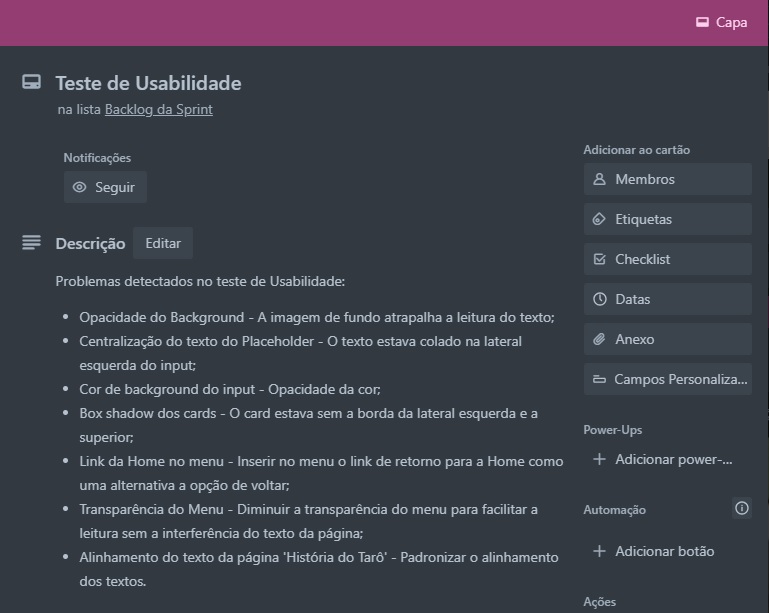 Capa
Teste de Usabilidade
na lista Backlog da Sprint
Notificações
Seguir
Descrição
Editar
Problemas detectados no teste de Usabilidade:
Opacidade do Background - A imagem de fundo atrapalha a leitura do texto;
Centralização do texto do Placeholder - O texto estava colado na lateral
esquerda do input;
Cor de background do input - Opacidade da cor;
Box shadow dos cards - O card estava sem a borda da lateral esquerda e a
superior;
Link da Home no menu - Inserir no menu o link de retorno para a Home como
uma alternativa a opção de voltar;
Transparência do Menu - Diminuir a transparência do menu para facilitar a
leitura sem a interferência do texto da página;
Alinhamento do texto da página 'História do Tarô' - Padronizar o alinhamento
dos textos.
Adicionar ao cartão
Membros
Etiquetas
Checklist
Datas
Anexo
Campos Personaliza...
Power-Ups
Adicionar power-...
Automação
Adicionar botão
Ações